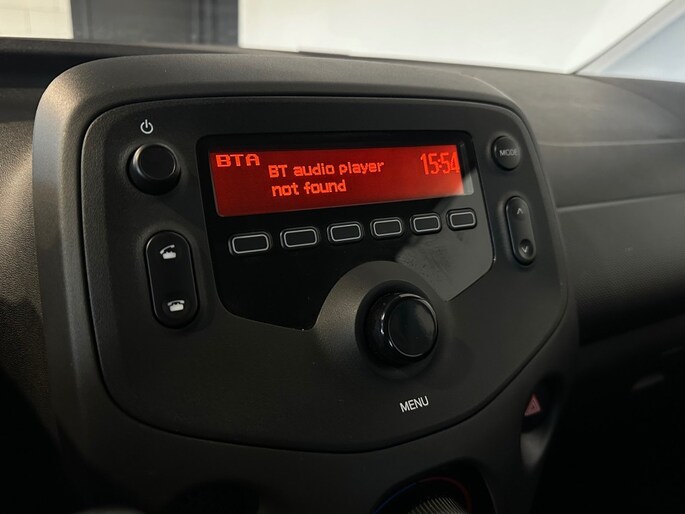 BTA
BT audio player
not found
15:54
MODE
MENU